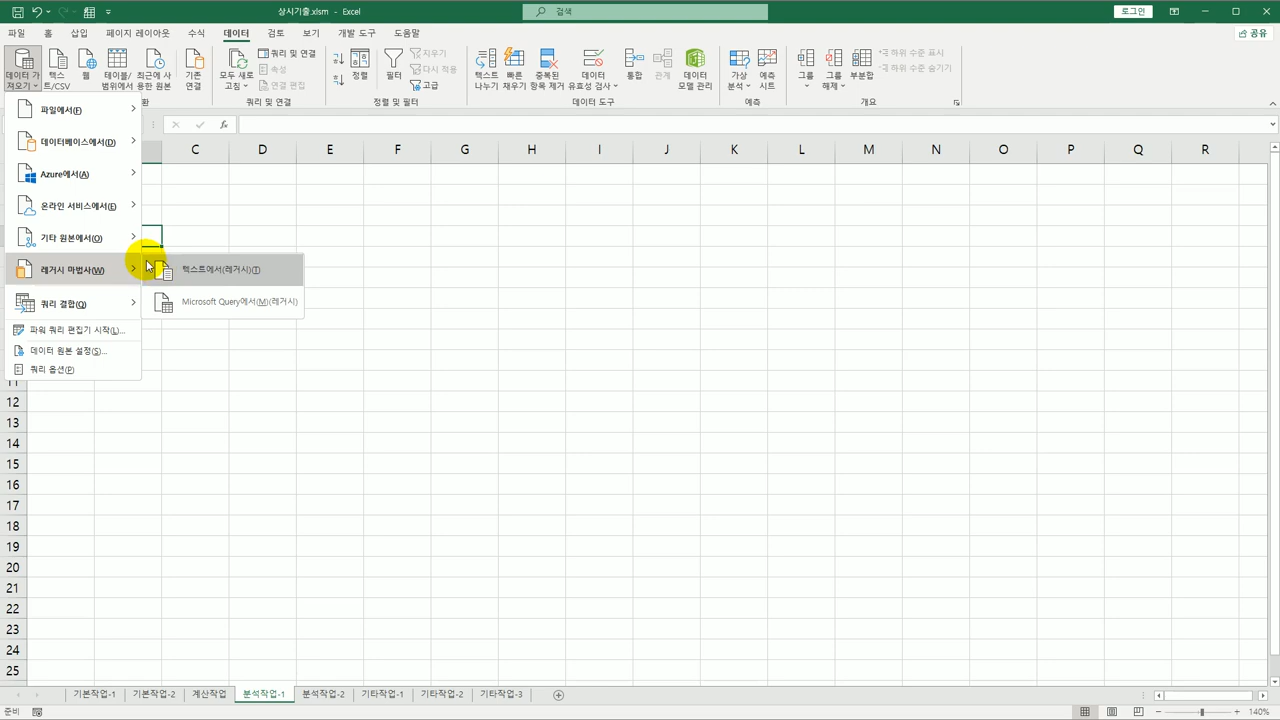 상시기출.xlsm - Excel
검색
로그인
파일 홈 삽입 페이지 레이아웃 수식 데이터 검토 보기 개발 도구 도움말
공유
데이터 가져오기
텍스트/CSV
웹
테이블/범위에서
최근에 사용한 원본
기존 연결
모두 새로 고침
쿼리 및 연결
속성
연결 편집
정렬
필터
지우기
다시 적용
고급
텍스트 나누기
빠른 채우기
중복된 항목 제거
데이터 유효성 검사
통합
관계
데이터 모델 관리
가상 분석
예측 시트
그룹
그룹 해제
부분합
하위 수준 표시
하위 수준 숨기기
환 쿼리 및 연결 정렬 및 필터 데이터 도구 예측 개요
fx
C D E F G H I J K L M N O P Q R
파일에서(F)
데이터베이스에서(D)
Azure에서(A)
온라인 서비스에서(E)
기타 원본에서(O)
레거시 마법사(W)
쿼리 결합(Q)
파워 쿼리 편집기 시작(L)...
데이터 원본 설정(S)...
쿼리 옵션(P)
텍스트에서(레거시)(T)
Microsoft Query에서(M)(레거시)
11
12
13
14
15
16
17
18
19
20
21
22
23
24
25
기본작업-1 기본작업-2 계산작업 분석작업-1 분석작업-2 기타작업-1 기타작업-2 기타작업-3
준비
140%